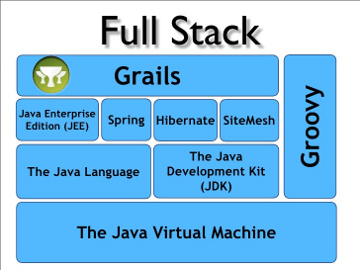 Full Stack
Grails
Java Enterprise
Edition (JEE)
Spring
Hibernate
SiteMesh
Groovy
The Java Language
The Java
Development Kit
(JDK)
The Java Virtual Machine